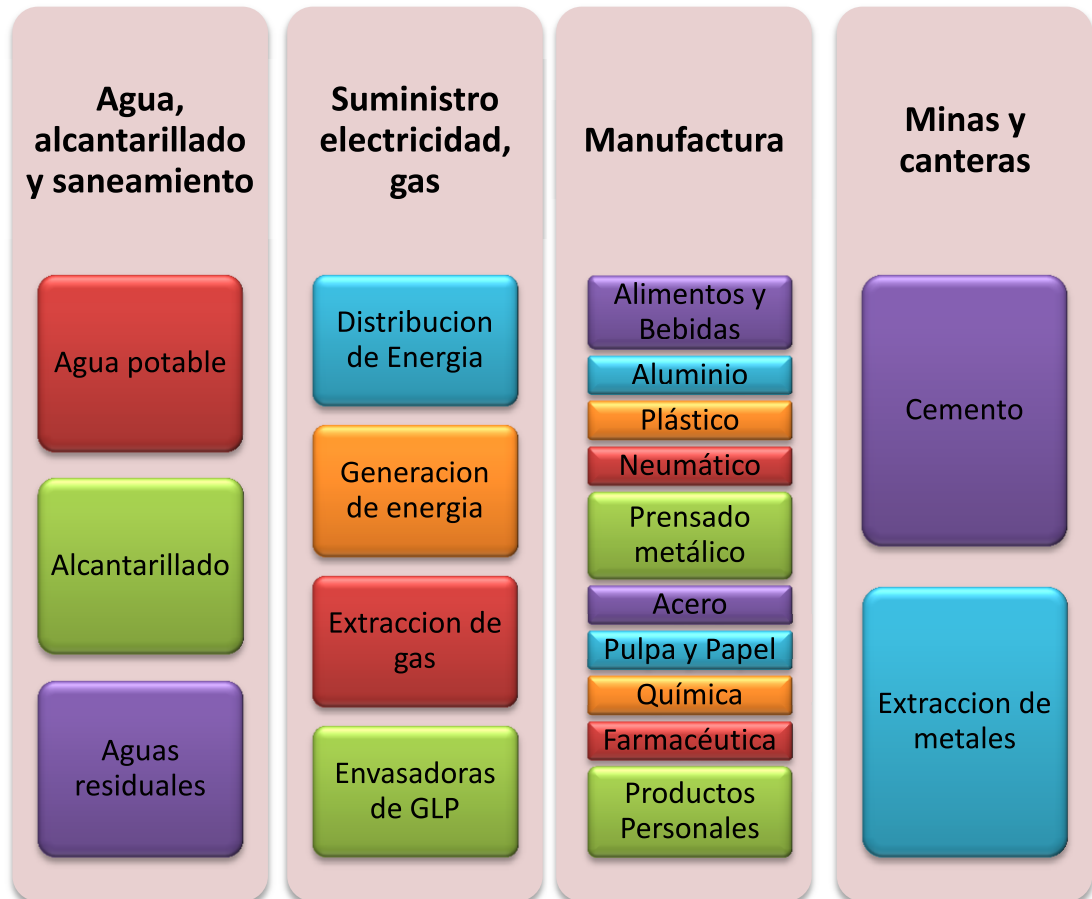 Agua,
alcantarillado
y saneamiento
Agua potable
Alcantarillado
Aguas
residuales
Suministro
electricidad,
gas
Distribucion
de Energia
Generacion
de energia
Extraccion de
gas
Envasadoras
de GLP
Manufactura
Alimentos y
Bebidas
Aluminio
Plástico
Neumático
Prensado
metálico
Acero
Pulpa y Papel
Química
Farmacéutica
Productos
Personales
Minas y
canteras
Cemento
Extraccion de
metales